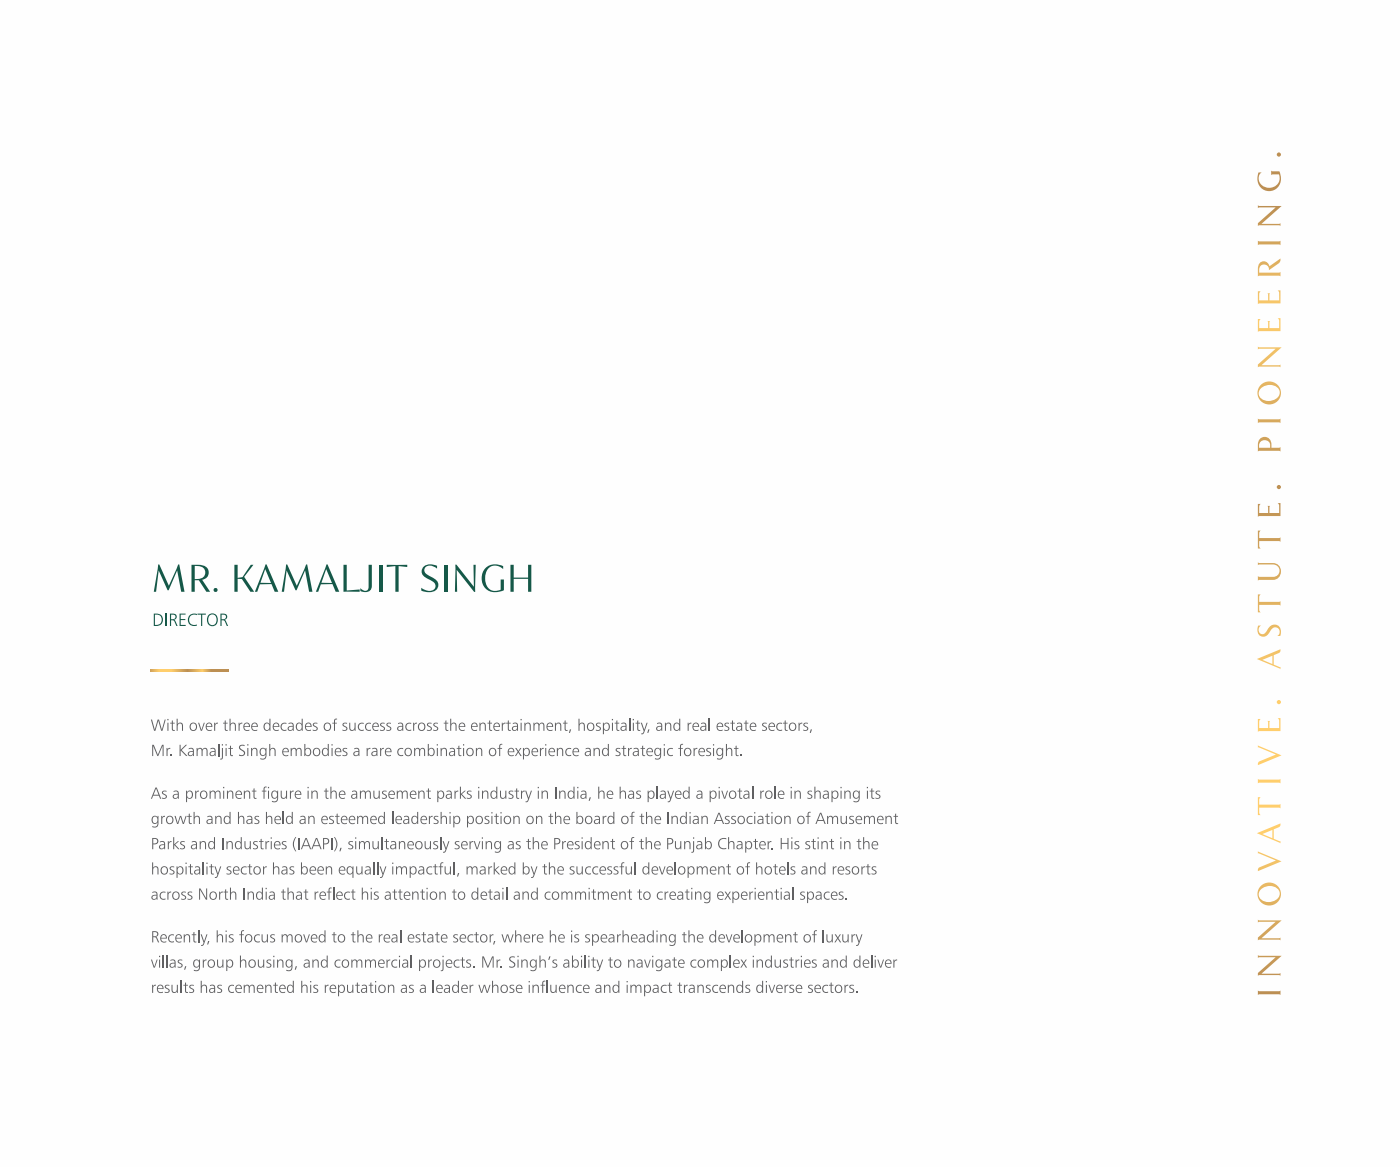 MR. KAMALJIT SINGH
DIRECTOR
With over three decades of success across the entertainment, hospitality, and real estate sectors,
Mr. Kamaljit Singh embodies a rare combination of experience and strategic foresight.
As a prominent figure in the amusement parks industry in India, he has played a pivotal role in shaping its
growth and has held an esteemed leadership position on the board of the Indian Association of Amusement
Parks and Industries (IAAPI), simultaneously serving as the President of the Punjab Chapter. His stint in the
hospitality sector has been equally impactful, marked by the successful development of hotels and resorts
across North India that reflect his attention to detail and commitment to creating experiential spaces.
Recently, his focus moved to the real estate sector, where he is spearheading the development of luxury
villas, group housing, and commercial projects. Mr. Singh's ability to navigate complex industries and deliver
results has cemented his reputation as a leader whose influence and impact transcends diverse sectors.
INNOVATIVE. ASTUTE. PIONEERING.